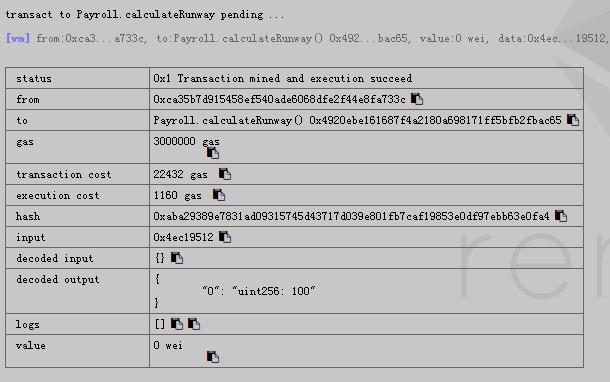 transact to Payroll.calculateRunway pending ...
[vm] from:0xca3...a733c, to:Payroll.calculateRunway() 0x492...bac65, value:0 wei, data:0x4ec...19512,
status 0x1 Transaction mined and execution succeed
from 0xca35b7d915458ef540ade6068dfe2f44e8fa733c
to Payroll.calculateRunway() 0x4920ebe161687f4a2180a698171ff5bfb2fbac65
gas 3000000 gas
transaction cost 22432 gas
execution cost 1160 gas
hash 0xaba29389e7831ad09315745d43717d039e801fb7caf19853e0df97ebb63e0fa4
input 0x4ec19512
decoded input {}
decoded output {
"0": "uint256: 100"
}
logs []
value 0 wei
rem